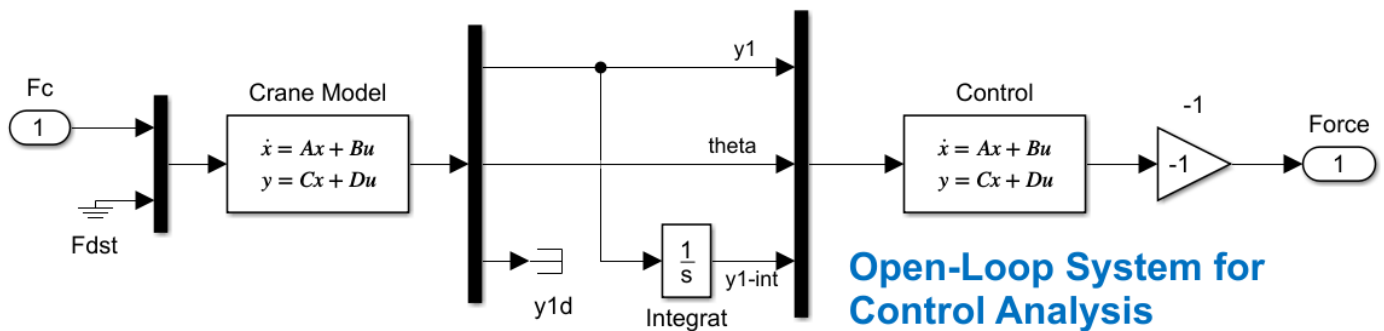 Fc
1
Fdst
Crane Model
ẋ = Ax + Bu
y = Cx + Du
y1
theta
y1d
1
s
Integrat
y1-int
Control
ẋ = Ax + Bu
y = Cx + Du
-1
-1
Force
1
Open-Loop System for
Control Analysis